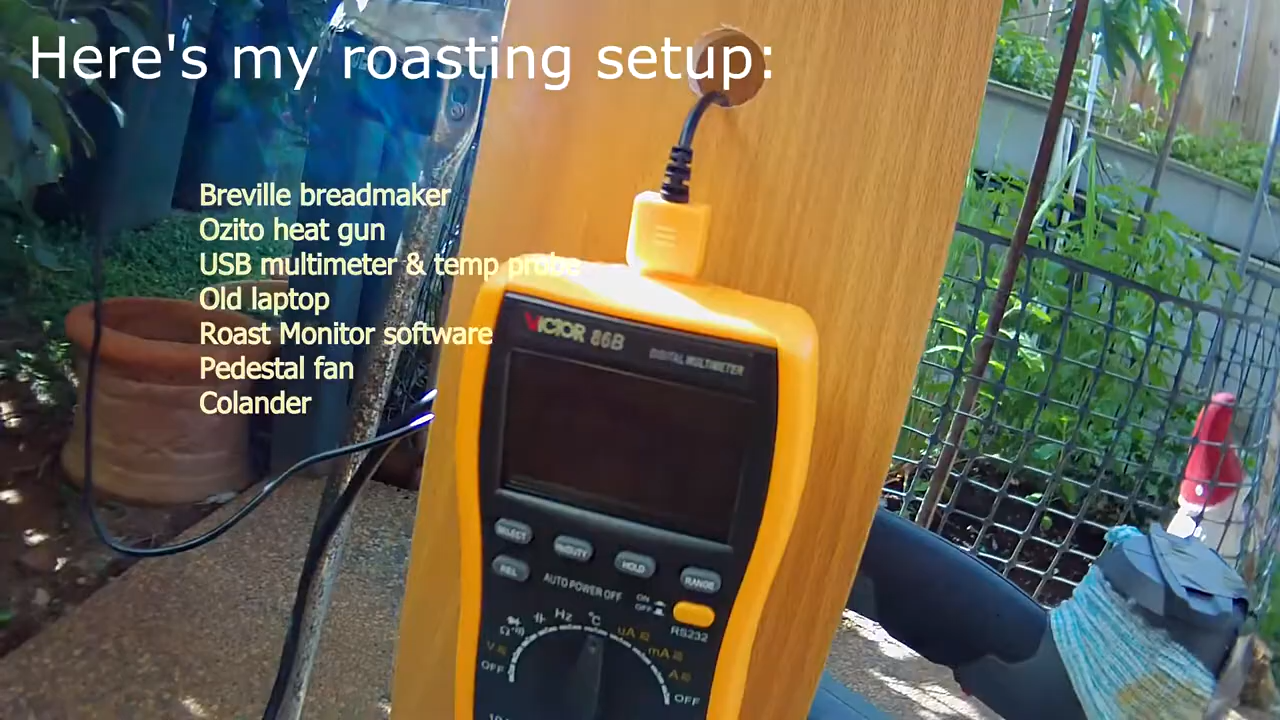 Here's my roasting setup:
Breville breadmaker
Ozito heat gun
USB multimeter & temp probe
Old laptop
Roast Monitor software
Pedestal fan
Colander
VICTOR 86B
DIGITAL MULTIMETER
SELECT
HOLD
RANGE
REL
AUTO POWER OFF
ON
OFF
RS232
Hz
°C
uA
mA
V
A
OFF
OFF